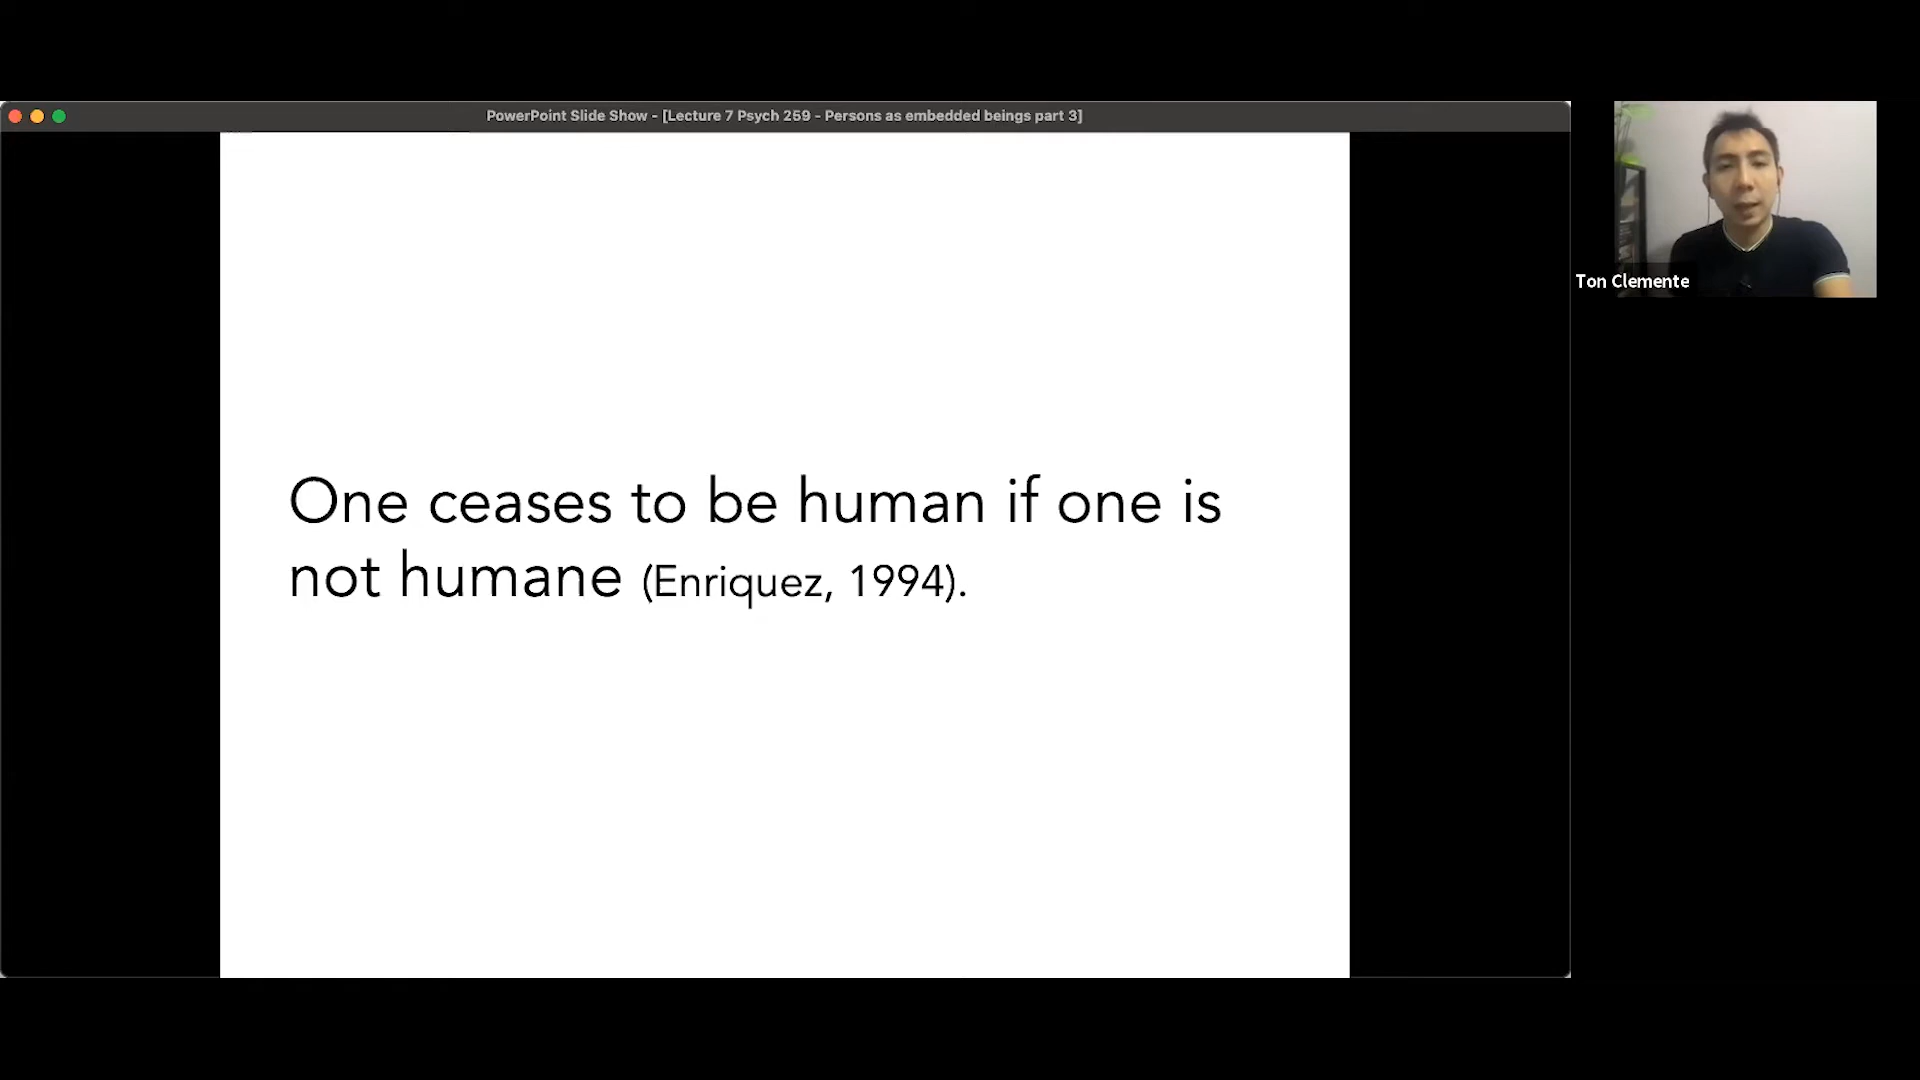 PowerPoint Slide Show - [Lecture 7 Psych 259 - Persons as embedded beings part 3]
One ceases to be human if one is
not humane (Enriquez, 1994).
Ton Clemente